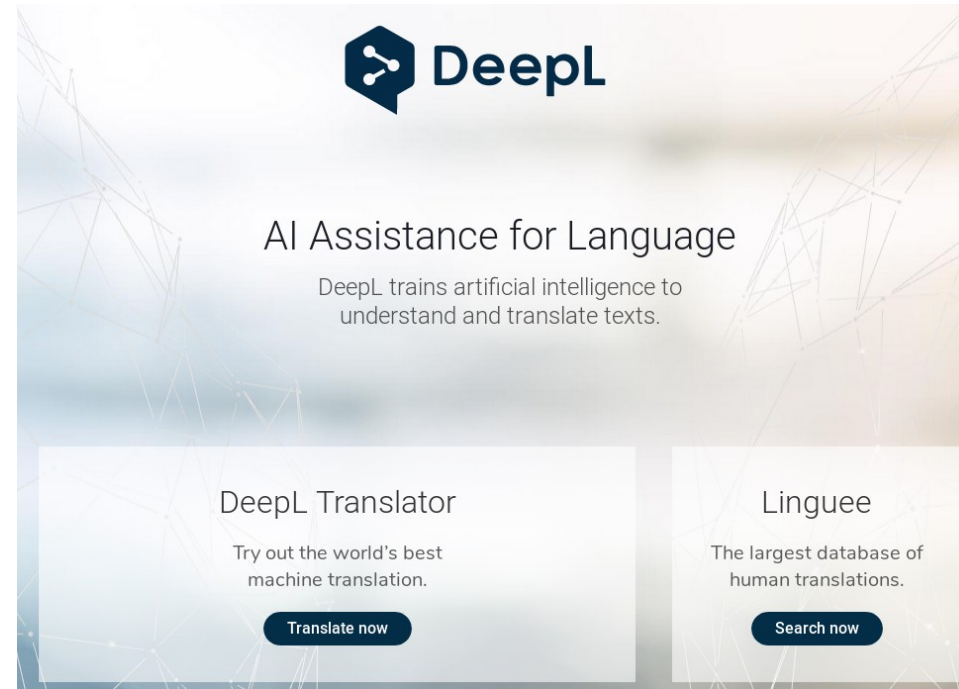 DeepL
AI Assistance for Language
DeepL trains artificial intelligence to
understand and translate texts.
DeepL Translator
Try out the world's best
machine translation.
Translate now
Linguee
The largest database of
human translations.
Search now